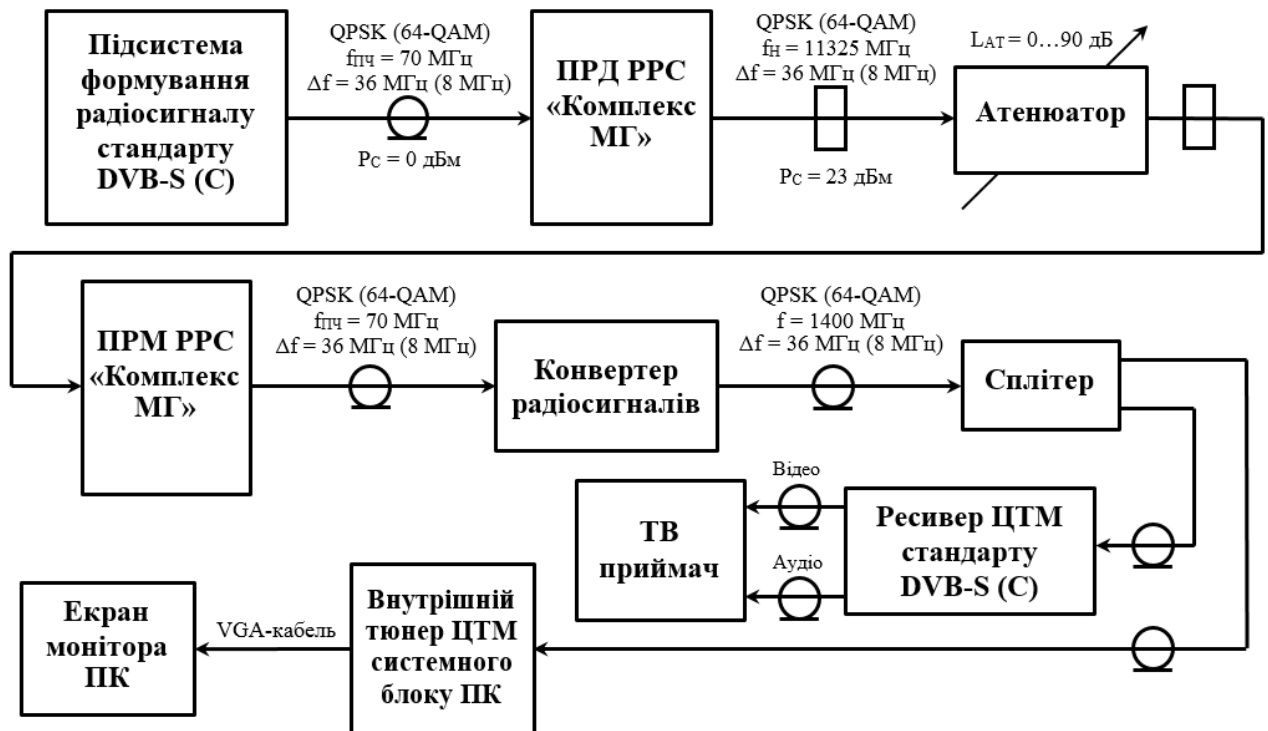 Підсистема
формування
радіосигналу
стандарту
DVB-S (C)
QPSK (64-QAM)
fПЧ = 70 МГц
Δf = 36 МГц (8 МГц)
PС = 0 дБм
ПРД РРС
«Комплекс
МГ»
QPSK (64-QAM)
fН = 11325 МГц
Δf = 36 МГц (8 МГц)
PС = 23 дБм
LАТ = 0…90 дБ
Атенюатор
ПРМ РРС
«Комплекс
МГ»
QPSK (64-QAM)
fПЧ = 70 МГц
Δf = 36 МГц (8 МГц)
Конвертер
радіосигналів
QPSK (64-QAM)
f = 1400 МГц
Δf = 36 МГц (8 МГц)
Сплітер
Ресивер ЦТМ
стандарту
DVB-S (C)
Відео
Аудіо
ТВ
приймач
Внутрішній
тюнер ЦТМ
системного
блоку ПК
VGA-кабель
Екран
монітора
ПК